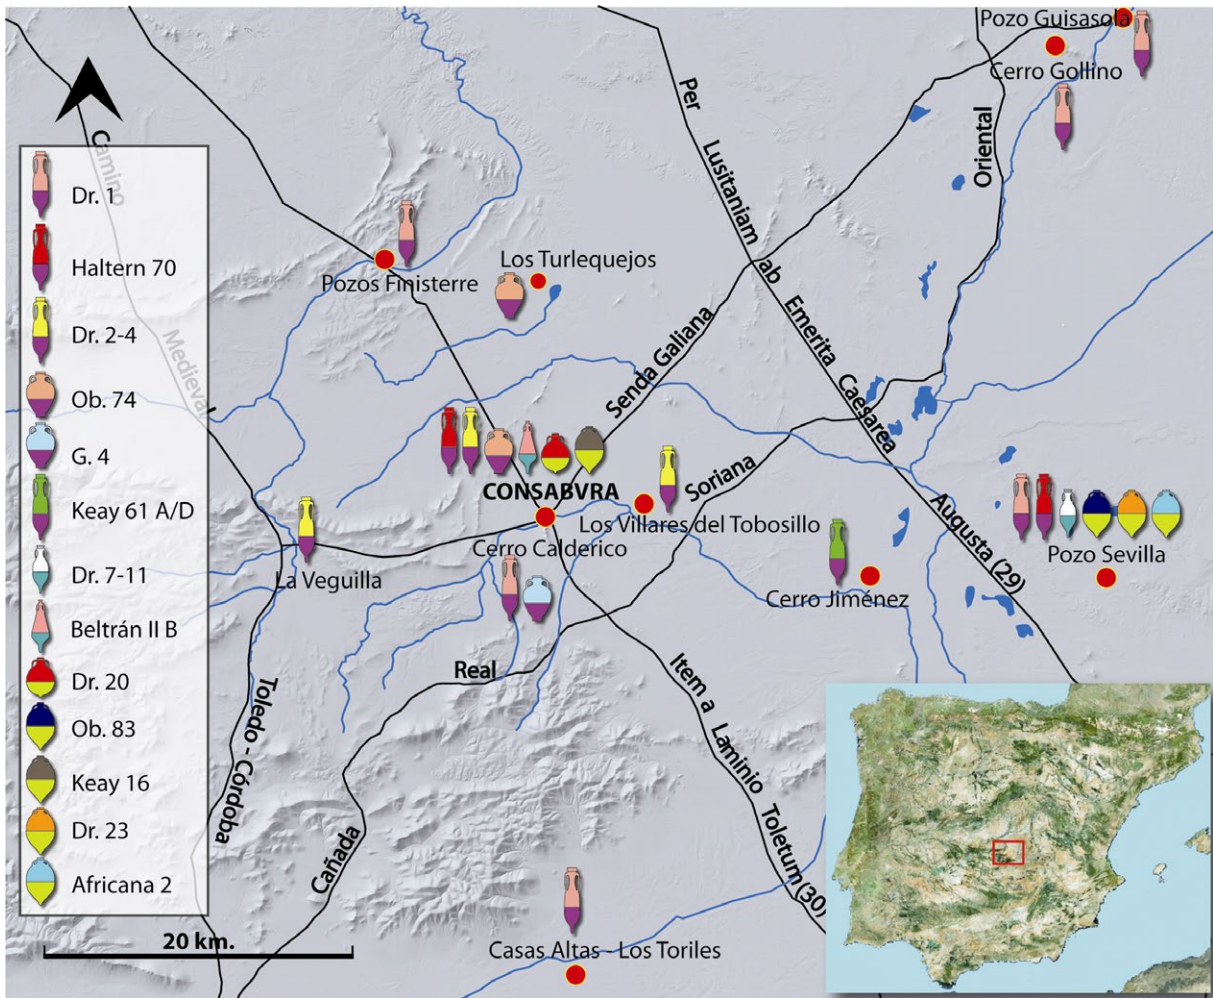 Pozo Guisasola
Cerro Gollino
Per Lusitaniam ab Emerita Caesarea Augusta (29)
Oriental
Camino
Medieval
Toledo - Córdoba
Dr. 1
Haltern 70
Dr. 2-4
Ob. 74
G. 4
Keay 61 A/D
Dr. 7-11
Beltrán II B
Dr. 20
Ob. 83
Keay 16
Dr. 23
Africana 2
20 km.
Pozos Finisterre
Los Turlequejos
Senda Galiana
CONSABVRA
Cerro Calderico
Los Villares del Tobosillo
Soriana
La Veguilla
Cerro Jiménez
Pozo Sevilla
Real
Cañada
Item a Laminio Toletum (30)
Casas Altas - Los Toriles